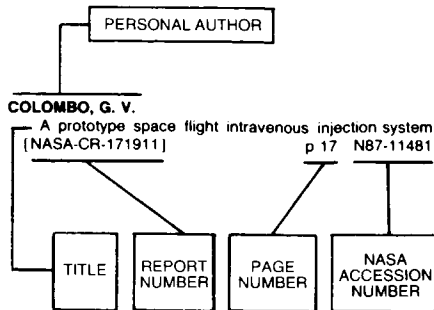 PERSONAL AUTHOR
COLOMBO, G. V.
A prototype space flight intravenous injection system
[NASA-CR-171911] p 17 N87-11481
TITLE
REPORT
NUMBER
PAGE
NUMBER
NASA
ACCESSION
NUMBER